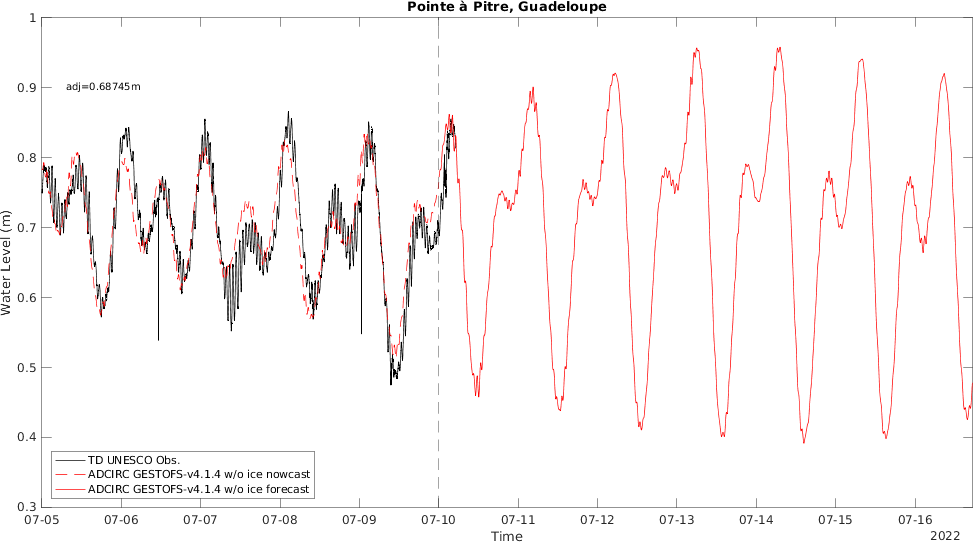 Pointe à Pitre, Guadeloupe
1
0.9
0.8
0.7
0.6
0.5
0.4
0.3
Water Level (m)
adj=0.68745m
TD UNESCO Obs.
ADCIRC GESTOFS-v4.1.4 w/o ice nowcast
ADCIRC GESTOFS-v4.1.4 w/o ice forecast
07-05 07-06 07-07 07-08 07-09 07-10 07-11 07-12 07-13 07-14 07-15 07-16
Time
2022